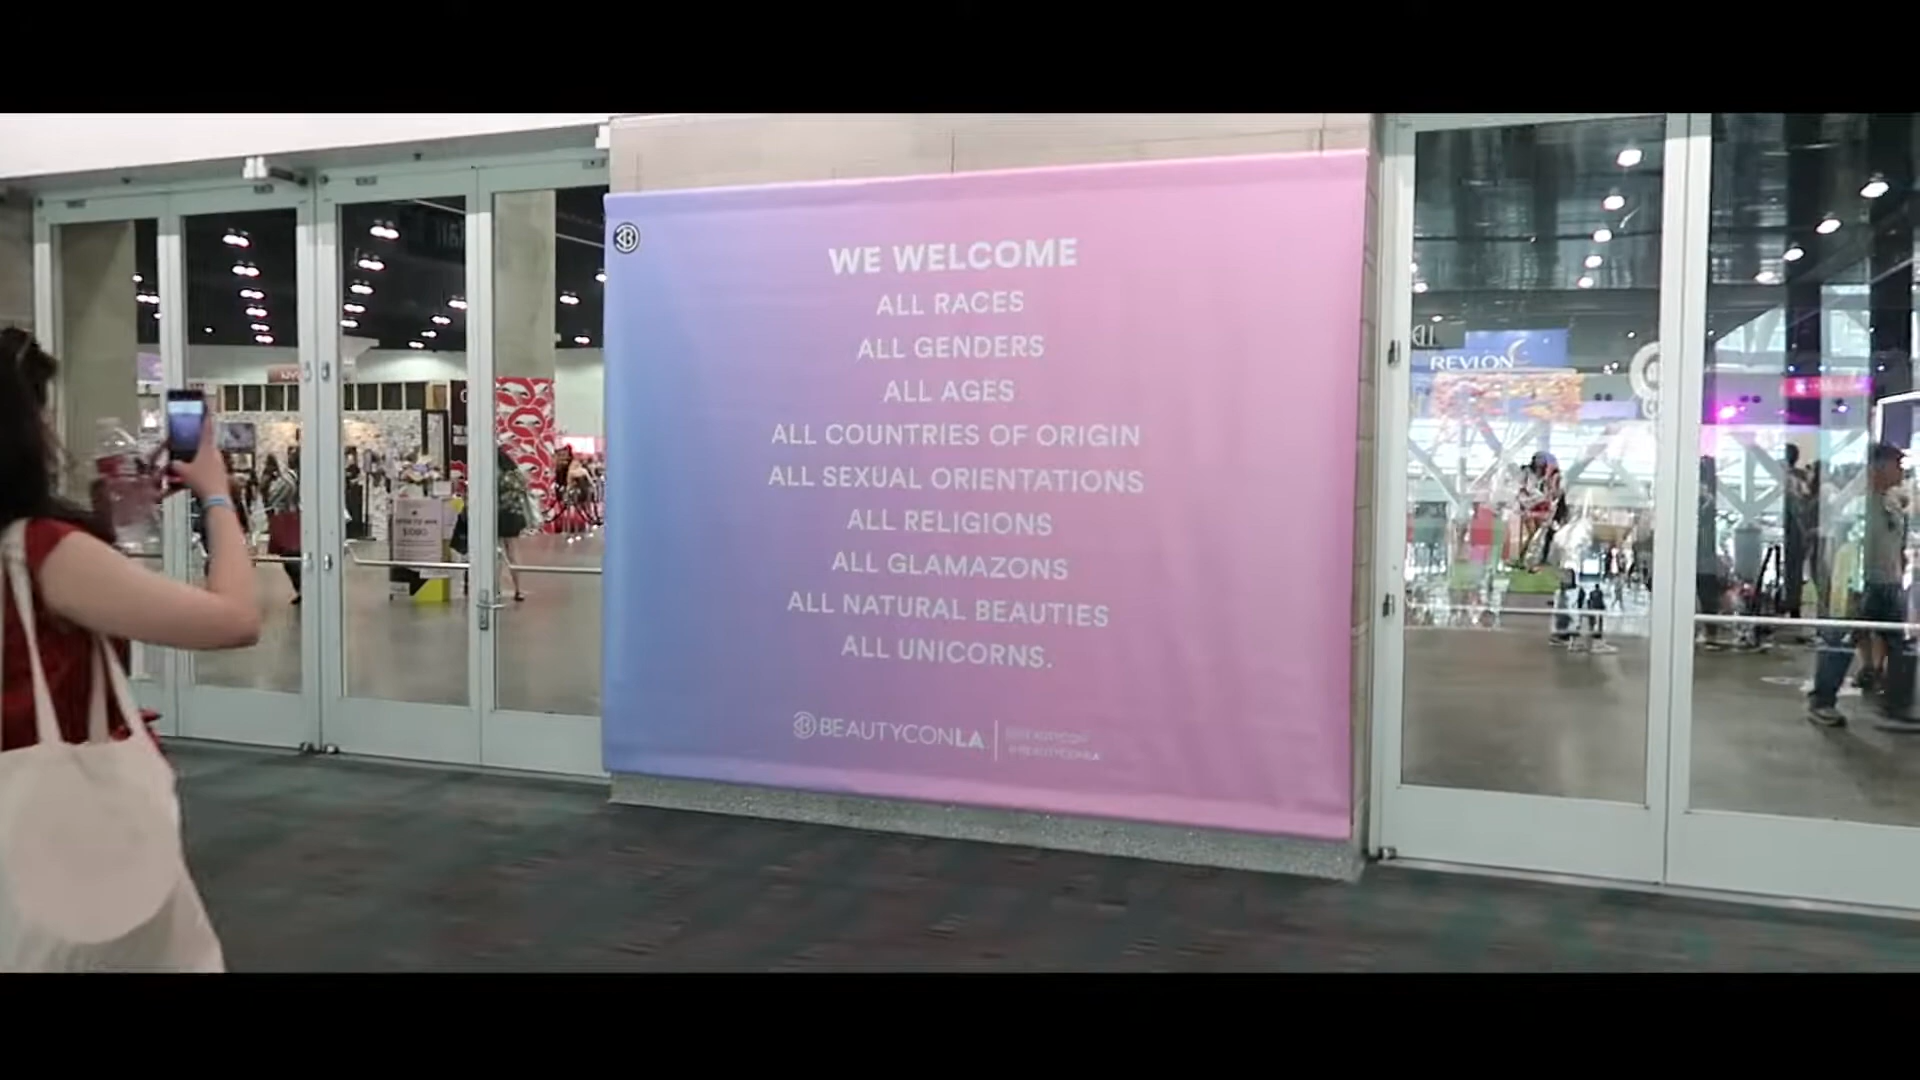 WE WELCOME
ALL RACES
ALL GENDERS
ALL AGES
ALL COUNTRIES OF ORIGIN
ALL SEXUAL ORIENTATIONS
ALL RELIGIONS
ALL GLAMAZONS
ALL NATURAL BEAUTIES
ALL UNICORNS.
BEAUTYCONLA
REVLON